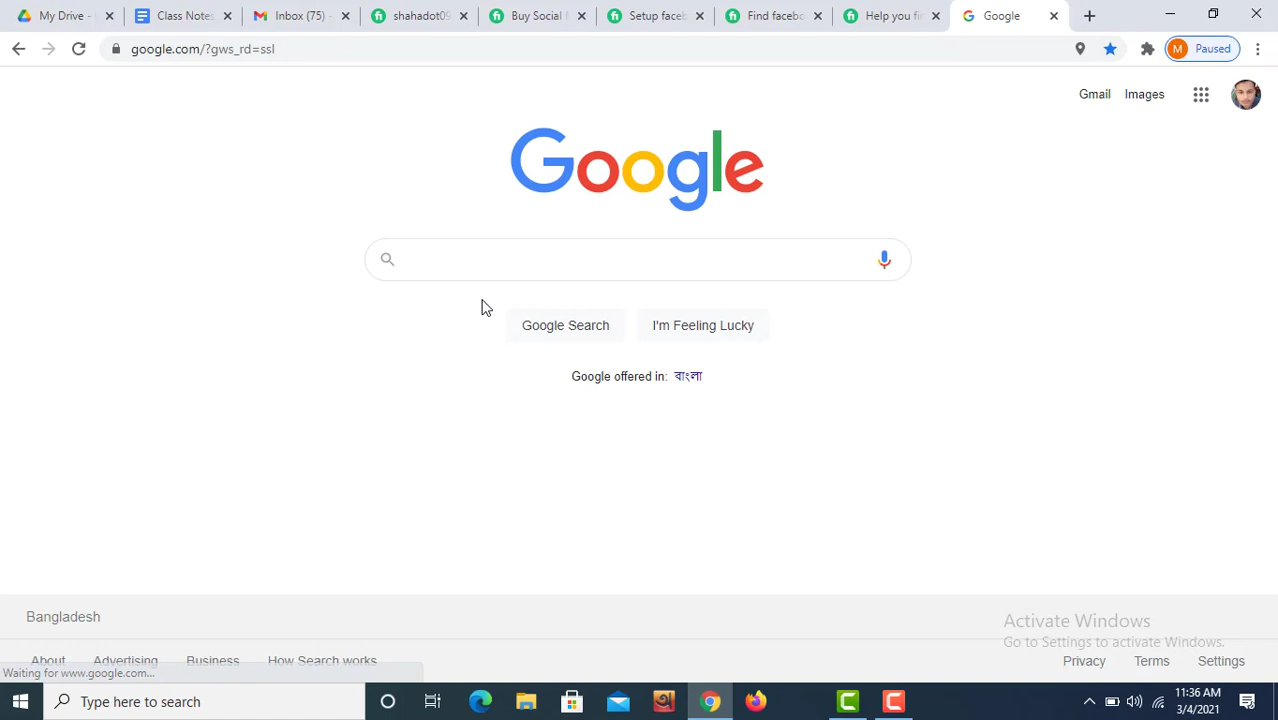 My Drive -
Class Notes
Inbox (75) -
shahadot09
Buy Social M
Setup faceb
Find facebo
Help you fi
Google
google.com/?gws_rd=ssl
M Paused
Gmail Images
Google
Google Search I'm Feeling Lucky
Google offered in: বাংলা
Bangladesh
Activate Windows
Go to Settings to activate Windows.
About Advertising Business How Search works
Privacy Terms Settings
Waiting for www.google.com...
Type here to search
11:36 AM
3/4/2021